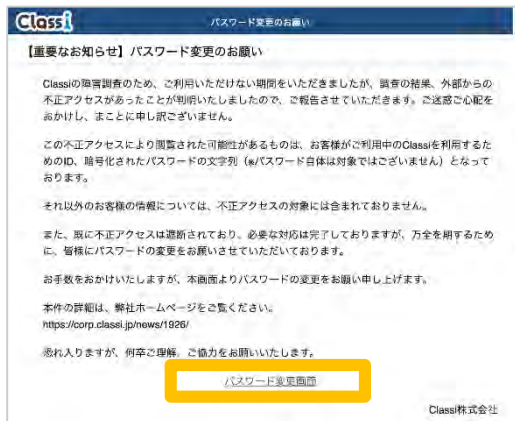 Classi
パスワード変更のお願い
【重要なお知らせ】パスワード変更のお願い
Classiの障害調査のため、ご利用いただけない期間をいただきましたが、調査の結果、外部からの
不正アクセスがあったことが判明いたしましたので、ご報告させていただきます。ご迷惑ご心配を
おかけし、まことに申し訳ございません。
この不正アクセスにより閲覧された可能性があるものは、お客様がご利用中のClassiを利用するた
めのID、暗号化されたパスワードの文字列（※パスワード自体は対象ではございません）となって
おります。
それ以外のお客様の情報については、不正アクセスの対象には含まれておりません。
また、既に不正アクセスは遮断されており、必要な対応は完了しておりますが、万全を期するため
に、皆様にパスワードの変更をお願いさせていただいております。
お手数をおかけいたしますが、本画面よりパスワードの変更をお願い申し上げます。
本件の詳細は、弊社ホームページをご覧ください。
https://corp.classi.jp/news/1926/
恐れ入りますが、何卒ご理解、ご協力をお願いいたします。
パスワード変更画面
Classi株式会社